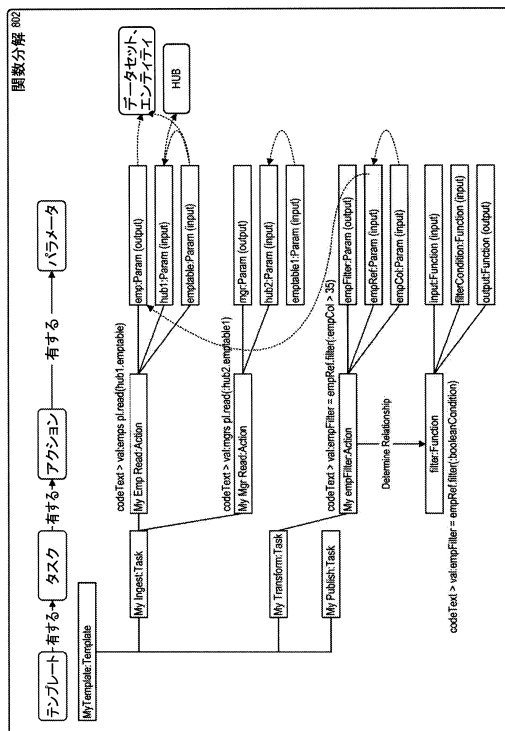 関数分解 802
テンプレート
有する
タスク
有する
アクション
有する
パラメータ
MyTemplate:Template
データセット、
エンティティ
HUB
My Ingest:Task
codeText > val:emps pl.read(hub1.emptable)
My Emp Read:Action
emp:Param (output)
hub1:Param (input)
emptable:Param (input)
codeText > val:mgrs pl.read(:hub2.emptable1)
My Mgr Read:Action
mgr:Param (output)
hub2:Param (input)
emptable1:Param (input)
My Transform:Task
My Publish:Task
codeText > val:empFilter = empRef.filter(:empCol > 35)
My empFilter:Action
empFilter:Param (output)
empRef:Param (input)
empCol:Param (input)
Determine Relationship
filter:Function
input:Function (input)
filterCondition:Function (input)
output:Function (input)
codeText > val:empFilter = empRef.filter(:booleanCondition)